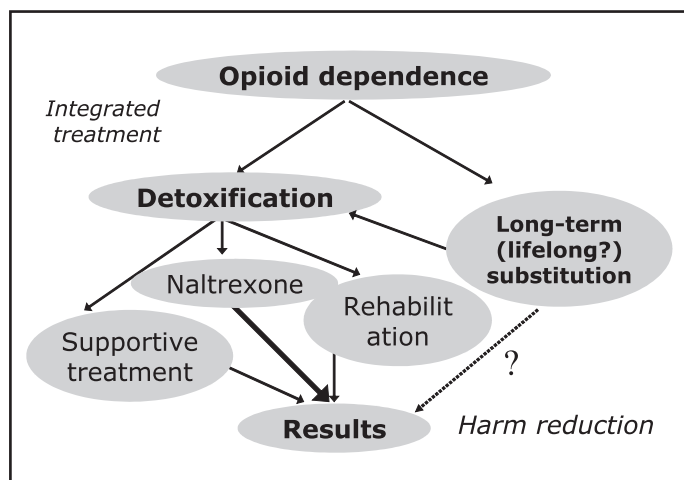 Opioid dependence
Integrated
treatment
Detoxification
Long-term
(lifelong?)
substitution
Naltrexone
Rehabilit
ation
Supportive
treatment
?
Results
Harm reduction